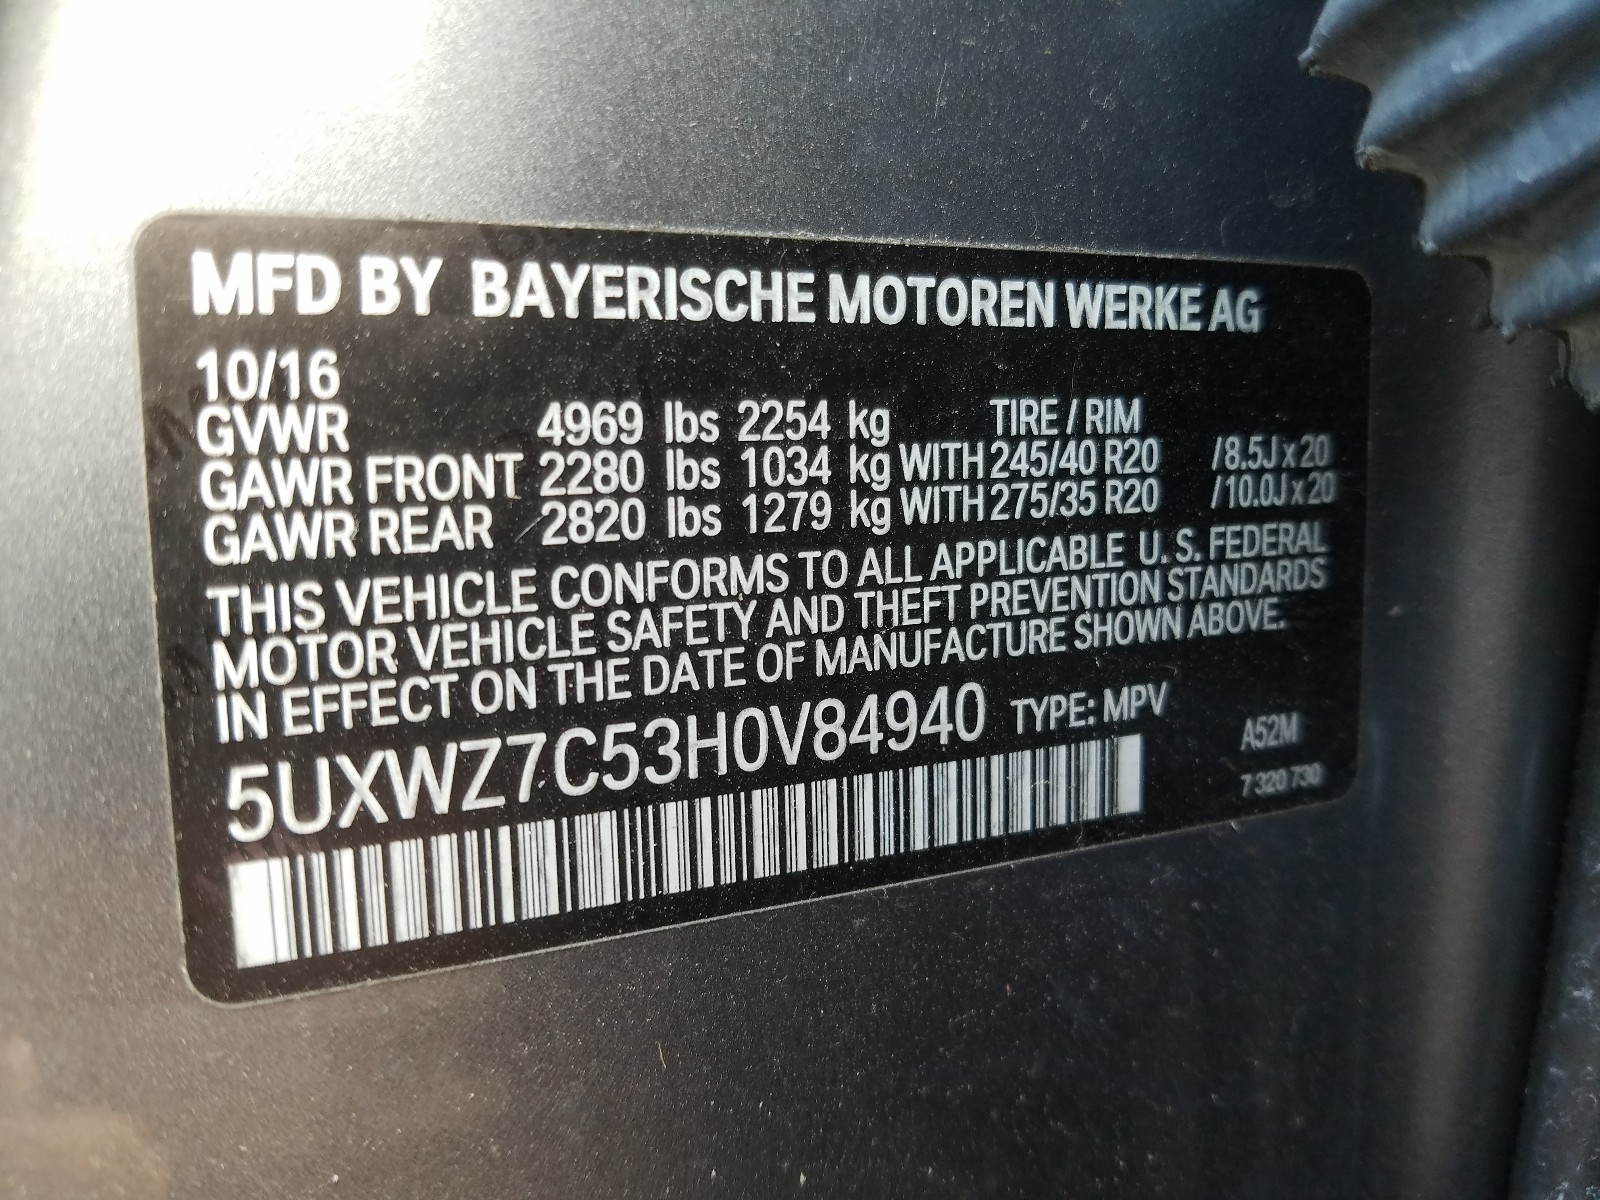 MFD BY BAYERISCHE MOTOREN WERKE AG
10/16
GVWR 4969 lbs 2254 kg TIRE / RIM
GAWR FRONT 2280 lbs 1034 kg WITH 245/40 R20 /8.5J x 20
GAWR REAR 2820 lbs 1279 kg WITH 275/35 R20 /10.0J x 20
THIS VEHICLE CONFORMS TO ALL APPLICABLE U. S. FEDERAL
MOTOR VEHICLE SAFETY AND THEFT PREVENTION STANDARDS
IN EFFECT ON THE DATE OF MANUFACTURE SHOWN ABOVE.
5UXWZ7C53H0V84940 TYPE: MPV
A52M
7 320 730